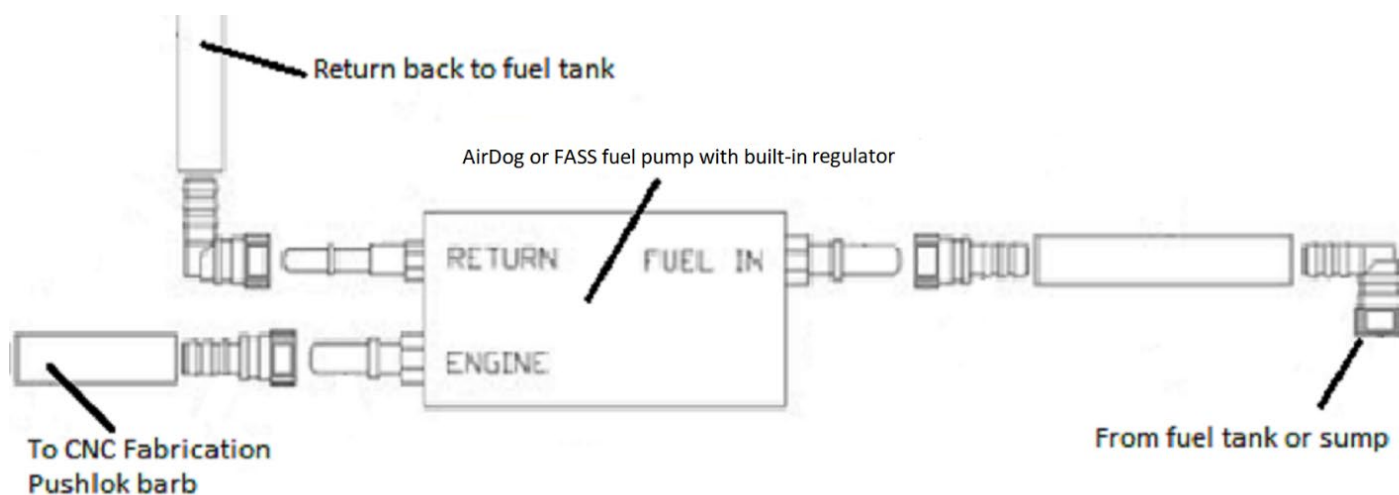 Return back to fuel tank
AirDog or FASS fuel pump with built-in regulator
RETURN
FUEL IN
ENGINE
To CNC Fabrication
Pushlok barb
From fuel tank or sump